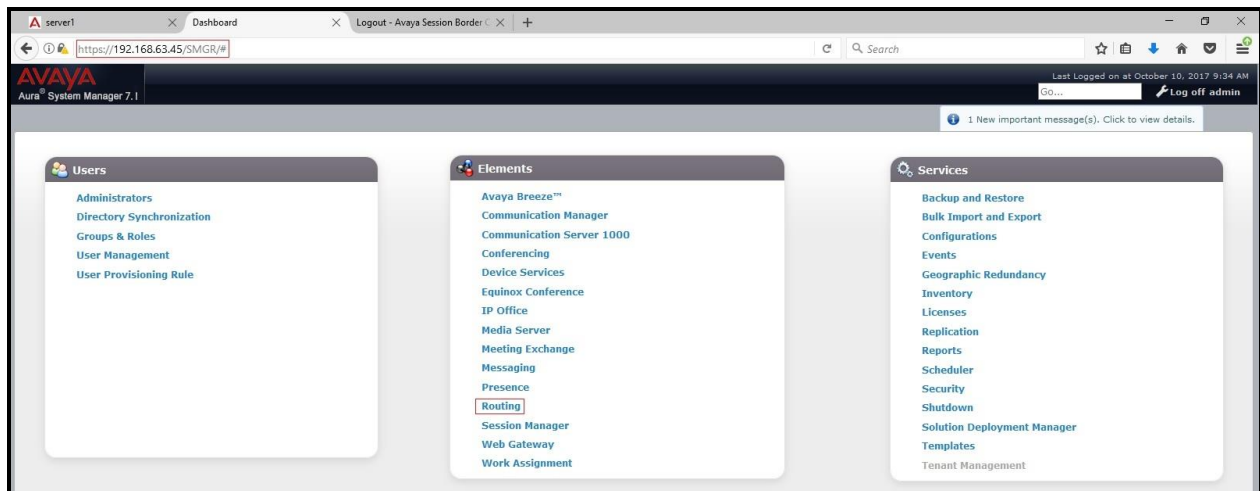 server1
Dashboard
Logout - Avaya Session Border C
https://192.168.63.45/SMGR/#
Search
AVAYA
Aura® System Manager 7.1
Last Logged on at October 10, 2017 9:34 AM
Go...
Log off admin
1 New important message(s). Click to view details.
Users
Administrators
Directory Synchronization
Groups & Roles
User Management
User Provisioning Rule
Elements
Avaya Breeze™
Communication Manager
Communication Server 1000
Conferencing
Device Services
Equinox Conference
IP Office
Media Server
Meeting Exchange
Messaging
Presence
Routing
Session Manager
Web Gateway
Work Assignment
Services
Backup and Restore
Bulk Import and Export
Configurations
Events
Geographic Redundancy
Inventory
Licenses
Replication
Reports
Scheduler
Security
Shutdown
Solution Deployment Manager
Templates
Tenant Management